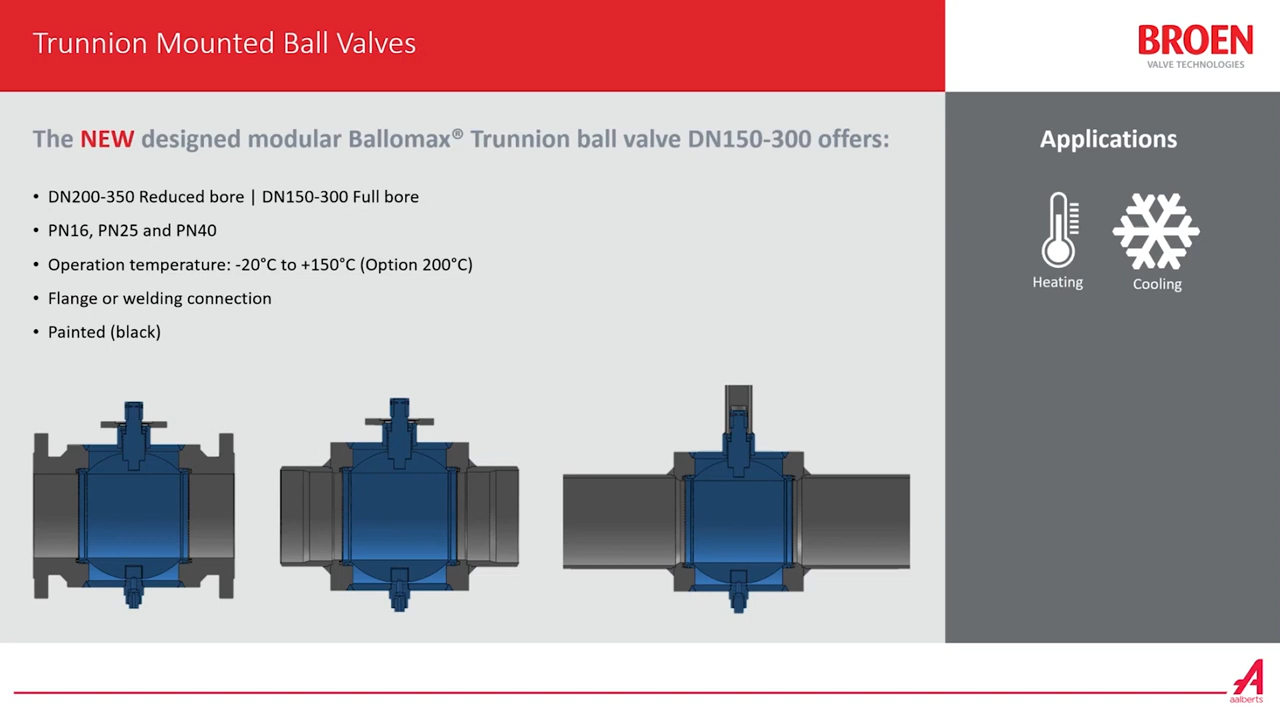 Trunnion Mounted Ball Valves
BROEN
VALVE TECHNOLOGIES
The NEW designed modular Ballomax® Trunnion ball valve DN150-300 offers:
• DN200-350 Reduced bore | DN150-300 Full bore
• PN16, PN25 and PN40
• Operation temperature: -20°C to +150°C (Option 200°C)
• Flange or welding connection
• Painted (black)
Applications
Heating
Cooling
aalberts